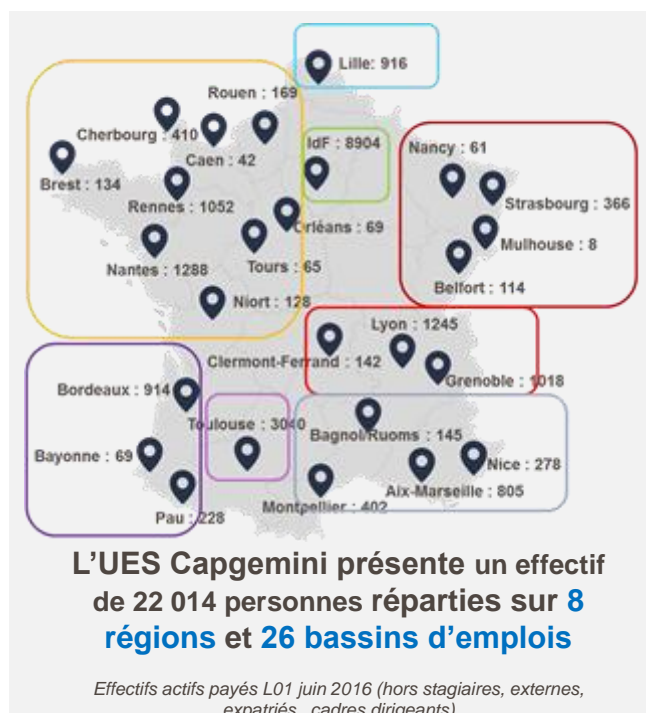 Lille: 916
Rouen : 169
Cherbourg : 410
Caen : 42
IdF : 8904
Nancy : 61
Brest : 134
Rennes : 1052
Strasbourg : 366
Orléans : 69
Mulhouse : 8
Nantes : 1288
Tours : 65
Belfort : 114
Niort : 128
Lyon : 1245
Clermont-Ferrand : 142
Grenoble : 1018
Bordeaux : 914
Toulouse : 3040
Bagnol/Ruoms : 145
Bayonne : 69
Nice : 278
Aix-Marseille : 805
Montpellier : 402
Pau : 228
L’UES Capgemini présente un effectif
de 22 014 personnes réparties sur 8
régions et 26 bassins d’emplois
Effectifs actifs payés L01 juin 2016 (hors stagiaires, externes,
expatriés, cadres dirigeants)